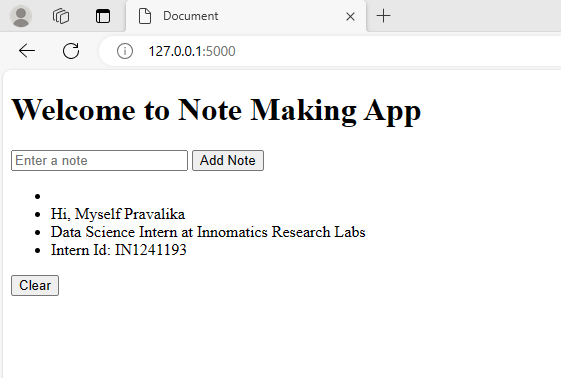 Document
127.0.0.1:5000
Welcome to Note Making App
Enter a note Add Note
Hi, Myself Pravalika
Data Science Intern at Innomatics Research Labs
Intern Id: IN1241193
Clear